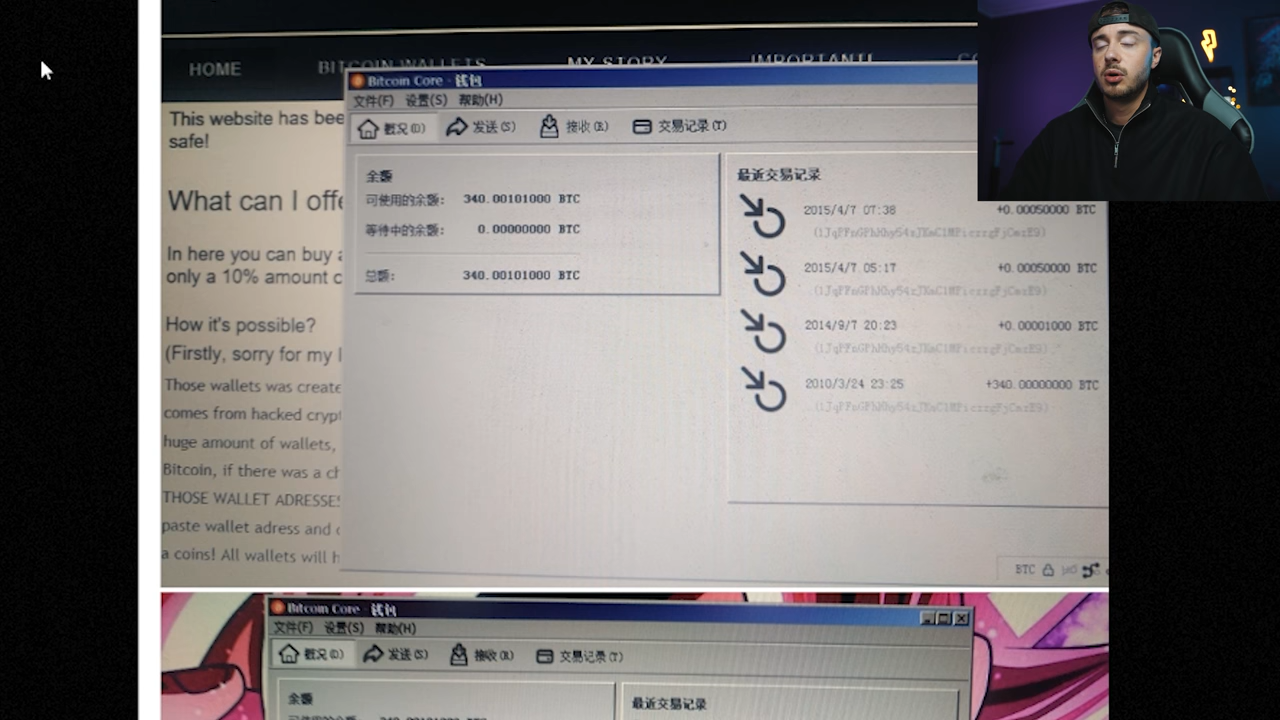 HOME
BITCOIN WALLETS
MY STORY
This website has bee
safe!
What can I offe
In here you can buy a
only a 10% amount c
How it's possible?
(Firstly, sorry for my
Those wallets was create
comes from hacked crypt
huge amount of wallets,
Bitcoin, if there was a ch
THOSE WALLET ADRESSES
paste wallet adress and
a coins! All wallets will h
Bitcoin Core - 钱包
文件(F) 设置(S) 帮助(H)
概况(O) 发送(S) 接收(R) 交易记录(T)
余额
可使用的余额: 340.00101000 BTC
等待中的余额: 0.00000000 BTC
总额: 340.00101000 BTC
最近交易记录
2015/4/7 07:38 +0.00050000 BTC
2015/4/7 05:17 +0.00050000 BTC
2014/9/7 20:23 +0.00001000 BTC
2010/3/24 23:25 +340.00000000 BTC
BTC
Bitcoin Core - 钱包
文件(F) 设置(S) 帮助(H)
概况(O) 发送(S) 接收(R) 交易记录(T)
余额
最近交易记录